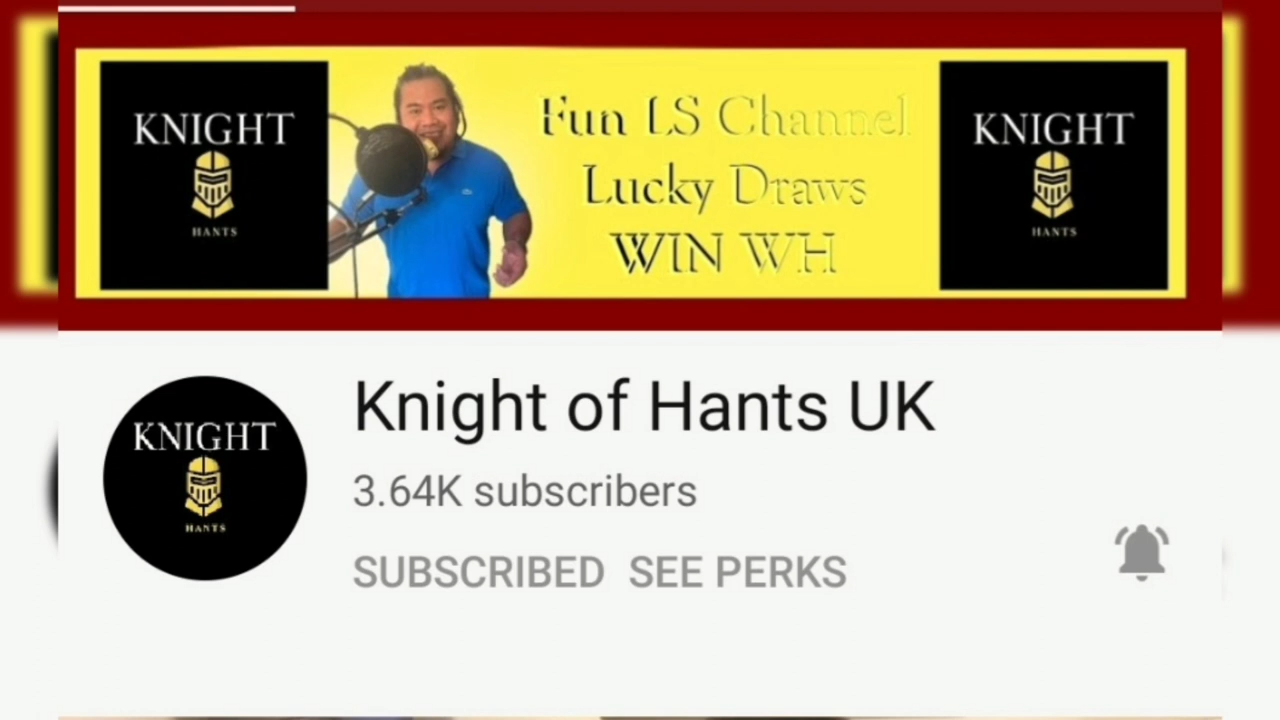 KNIGHT
HANTS
Fun LS Channel
Lucky Draws
WIN WH
KNIGHT
HANTS
KNIGHT
HANTS
Knight of Hants UK
3.64K subscribers
SUBSCRIBED SEE PERKS